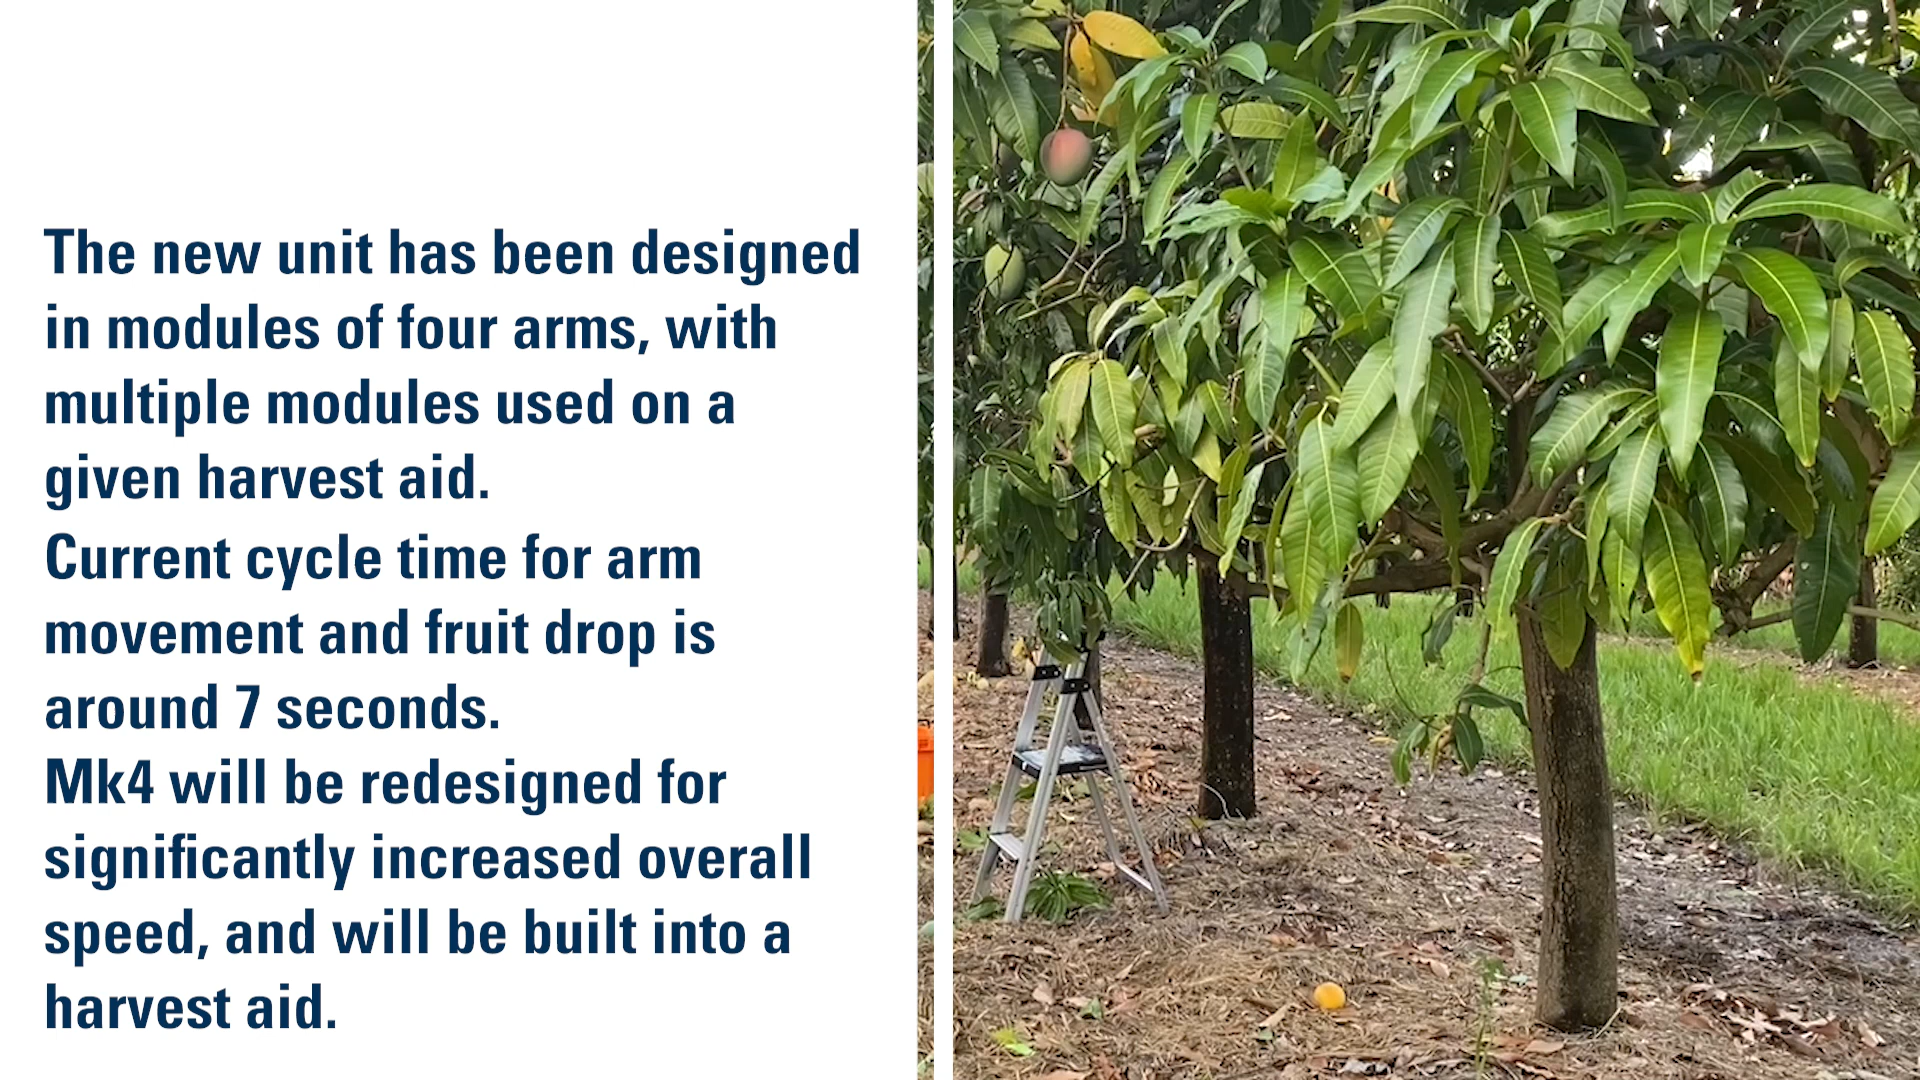 The new unit has been designed
in modules of four arms, with
multiple modules used on a
given harvest aid.
Current cycle time for arm
movement and fruit drop is
around 7 seconds.
Mk4 will be redesigned for
significantly increased overall
speed, and will be built into a
harvest aid.